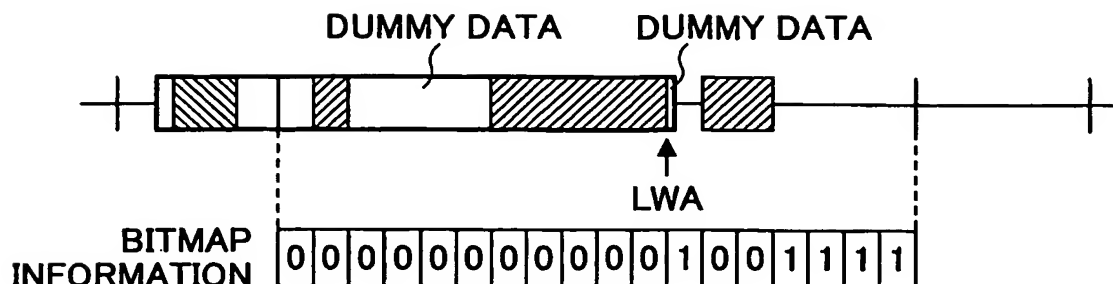 DUMMY DATA
DUMMY DATA
LWA
BITMAP
INFORMATION
0 0 0 0 0 0 0 0 0 0 0 1 0 0 1 1 1 1